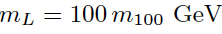 m_L = 100 m_{100} GeV